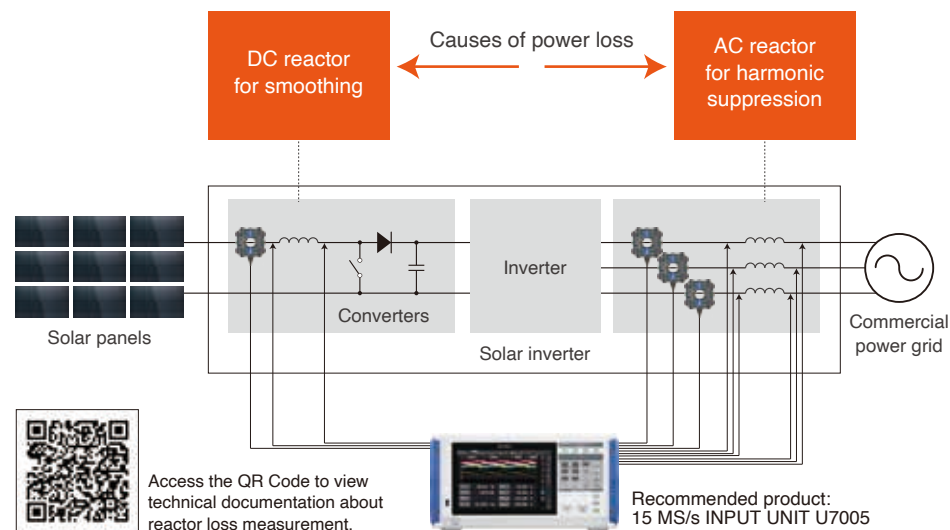 DC reactor
for smoothing
Causes of power loss
AC reactor
for harmonic
suppression
Solar panels
Converters
Inverter
Solar inverter
Commercial
power grid
Access the QR Code to view
technical documentation about
reactor loss measurement.
Recommended product:
15 MS/s INPUT UNIT U7005